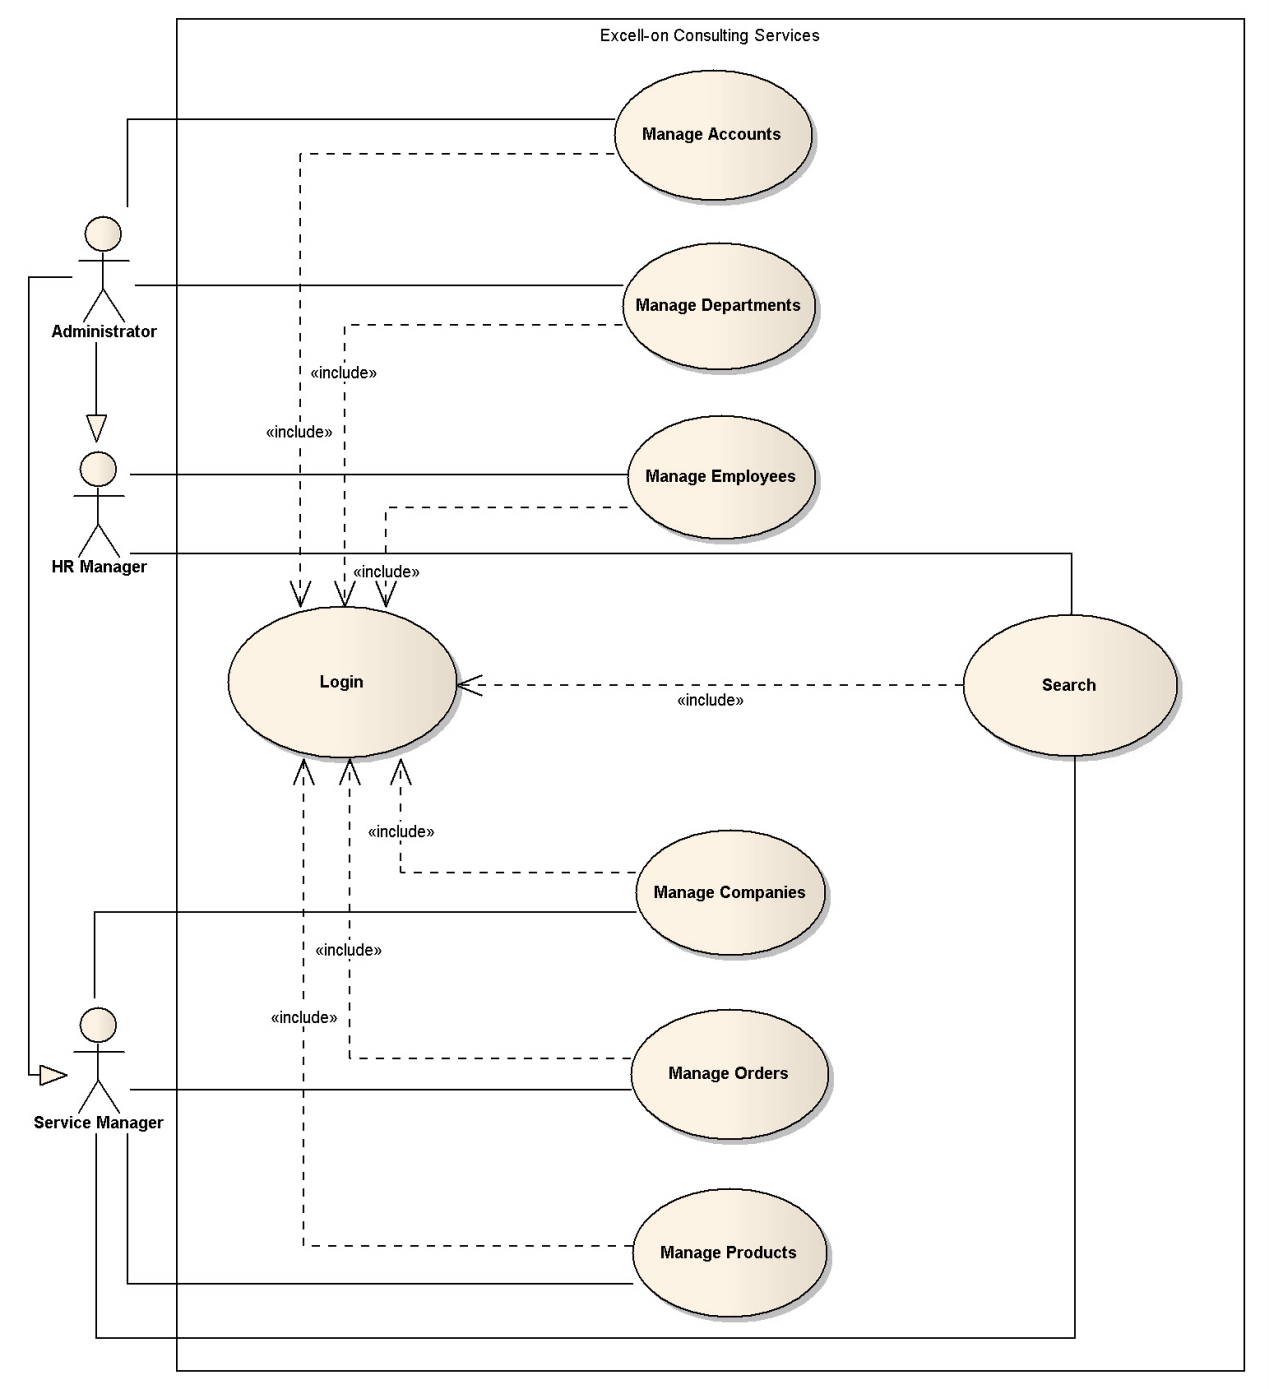 Excell-on Consulting Services
Manage Accounts
Manage Departments
Administrator
«include»
«include»
Manage Employees
HR Manager
«include»
Login
Search
«include»
«include»
Manage Companies
«include»
«include»
Manage Orders
Service Manager
Manage Products